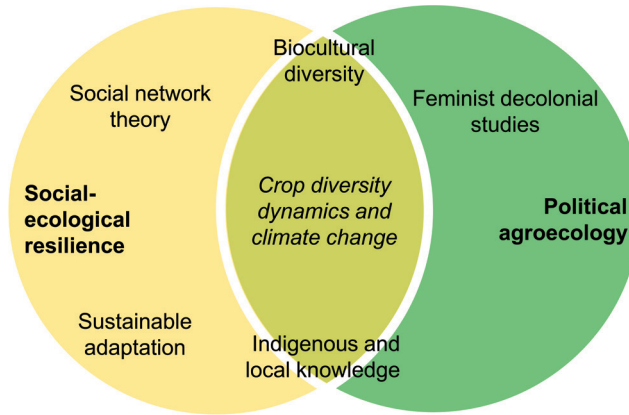 Biocultural
diversity
Social network
theory
Feminist decolonial
studies
Social-
ecological
resilience
Crop diversity
dynamics and
climate change
Political
agroecology
Sustainable
adaptation
Indigenous and
local knowledge